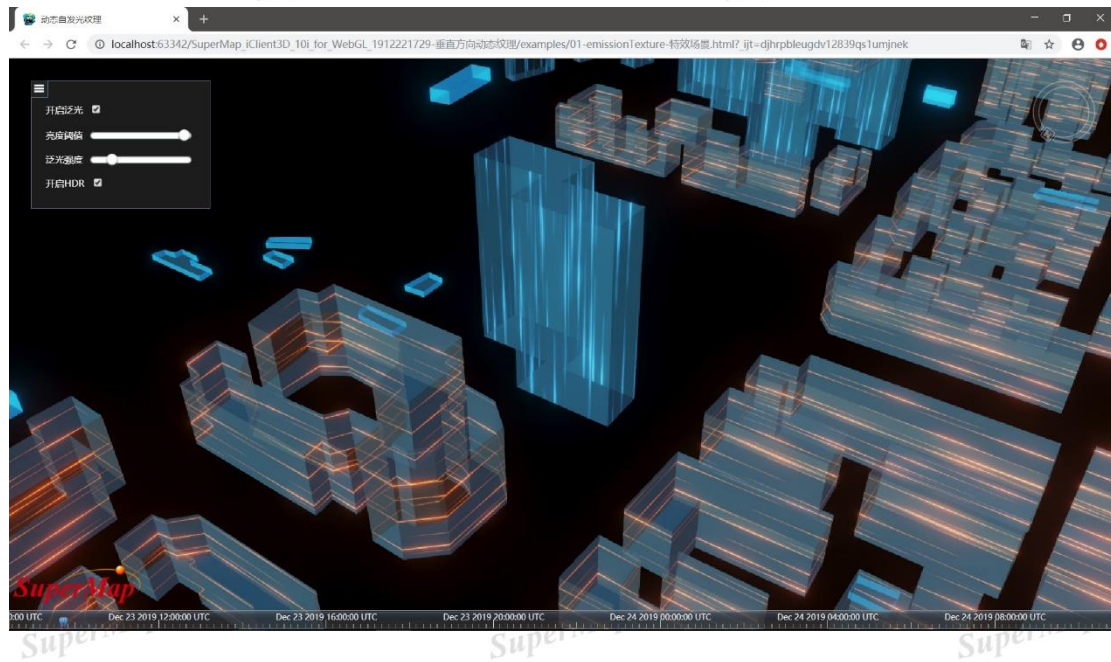 动态自发光纹理
localhost:63342/SuperMap_iClient3D_10i_for_WebGL_1912221729-垂直方向动态纹理/examples/01-emissionTexture-特效场景.html?_ijt=djhrpbleugdv12839qs1umjnek
开启泛光
亮度阈值
泛光强度
开启HDR
SuperMap
0:00 UTC Dec 23 2019 12:00:00 UTC Dec 23 2019 16:00:00 UTC Dec 23 2019 20:00:00 UTC Dec 24 2019 00:00:00 UTC Dec 24 2019 04:00:00 UTC Dec 24 2019 08:00:00 UTC